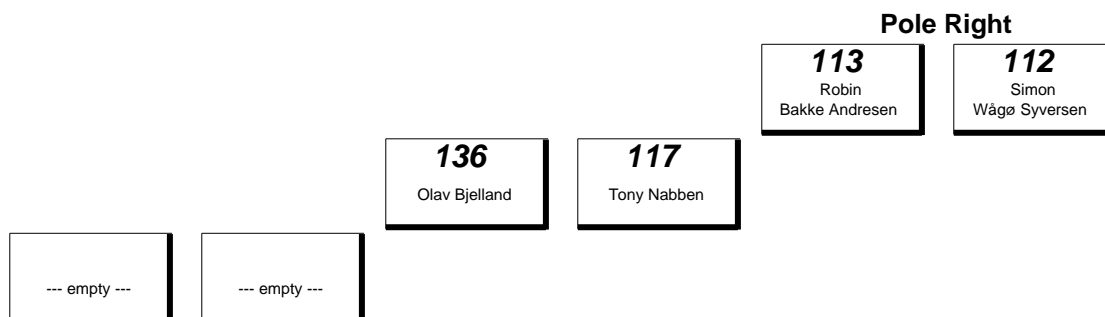 Pole Right
113
Robin
Bakke Andresen
112
Simon
Wågø Syversen
136
Olav Bjelland
117
Tony Nabben
--- empty ---
--- empty ---